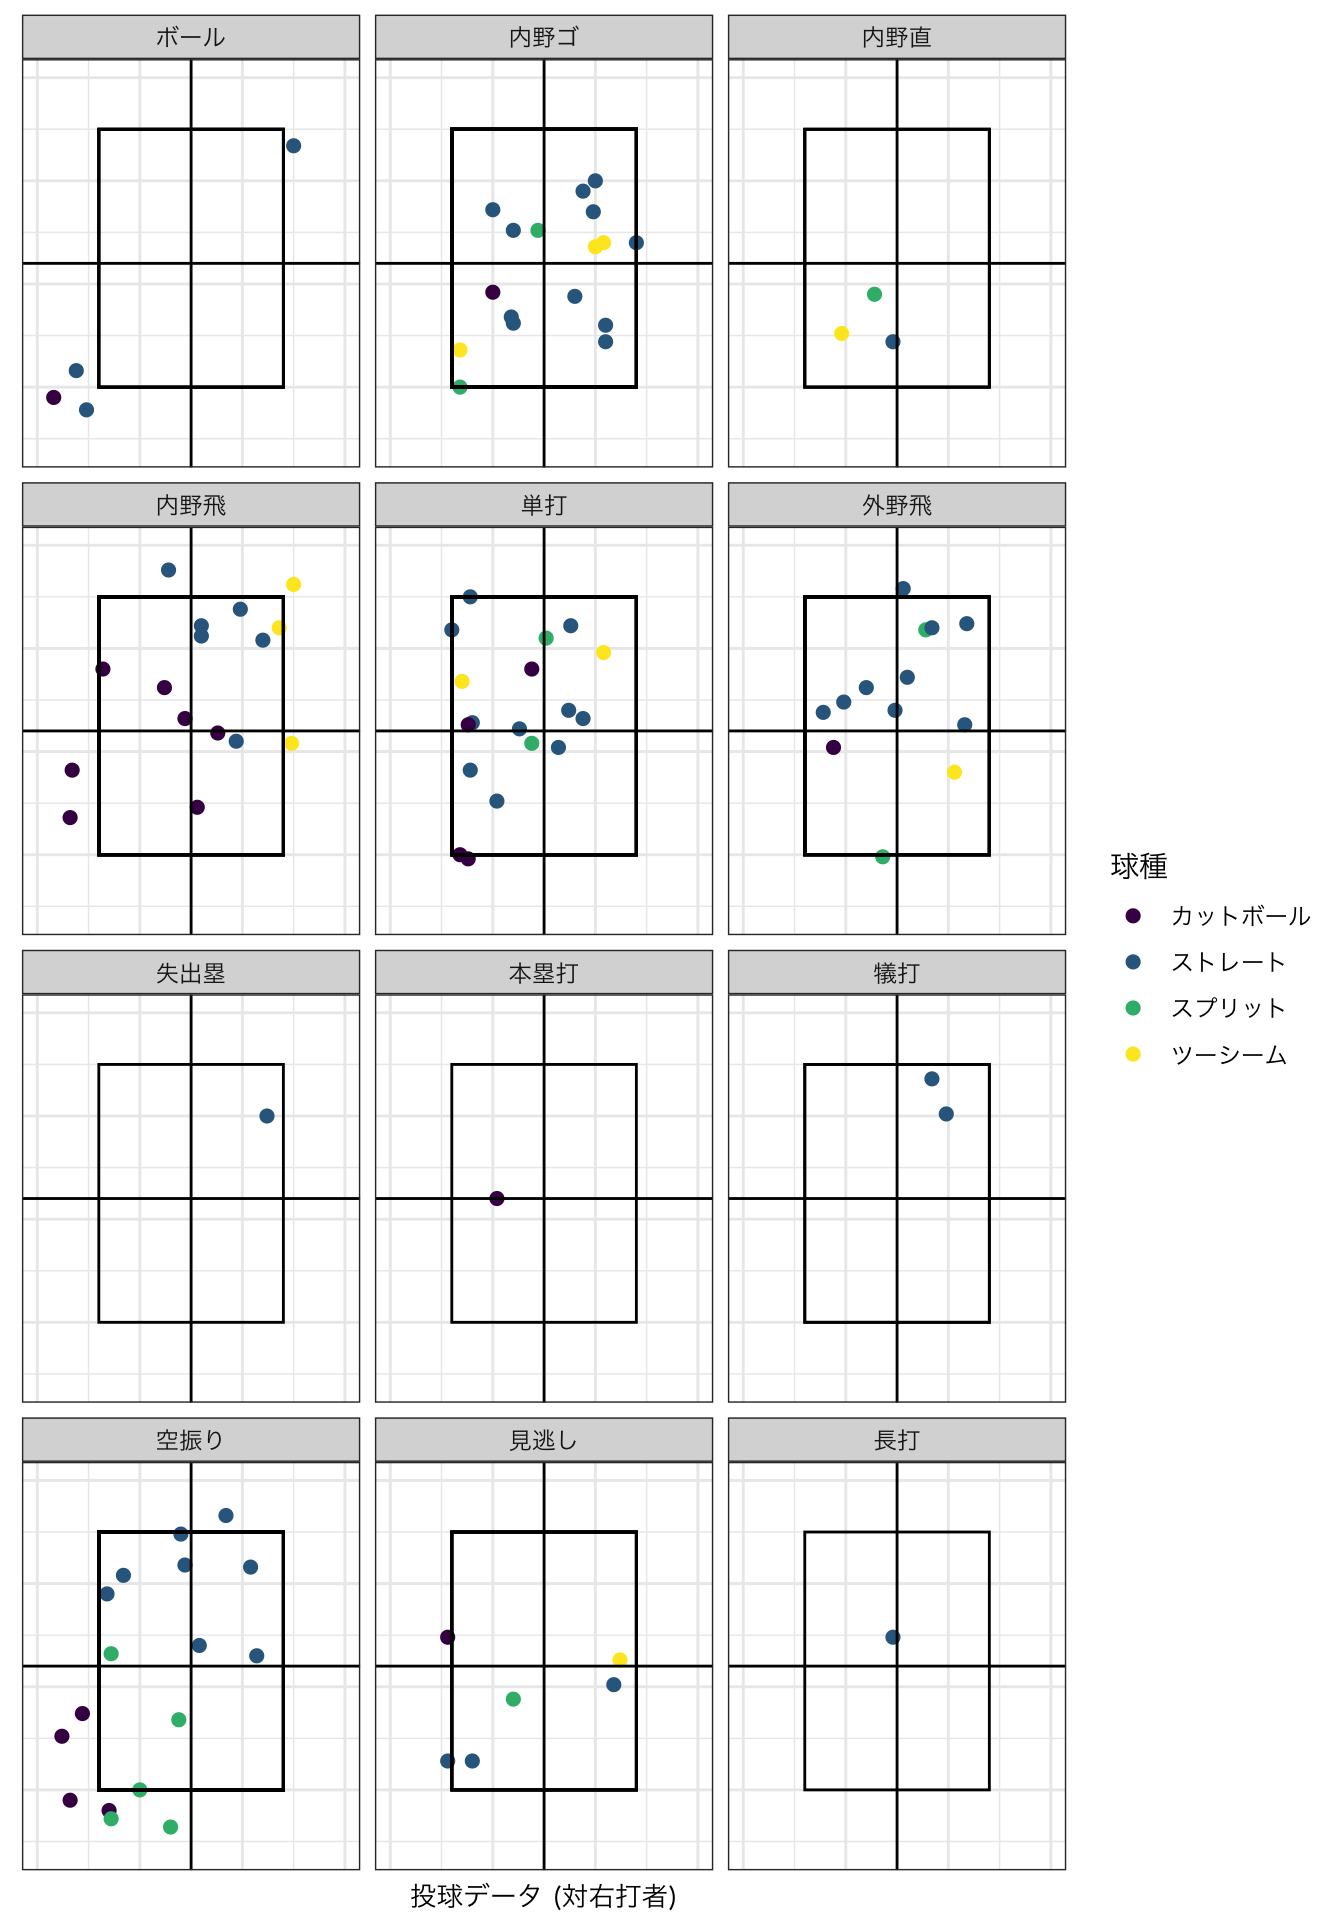 ボール
内野ゴ
内野直
内野飛
単打
外野飛
失出塁
本塁打
犠打
空振り
見逃し
長打
球種
カットボール
ストレート
スプリット
ツーシーム
投球データ (対右打者)